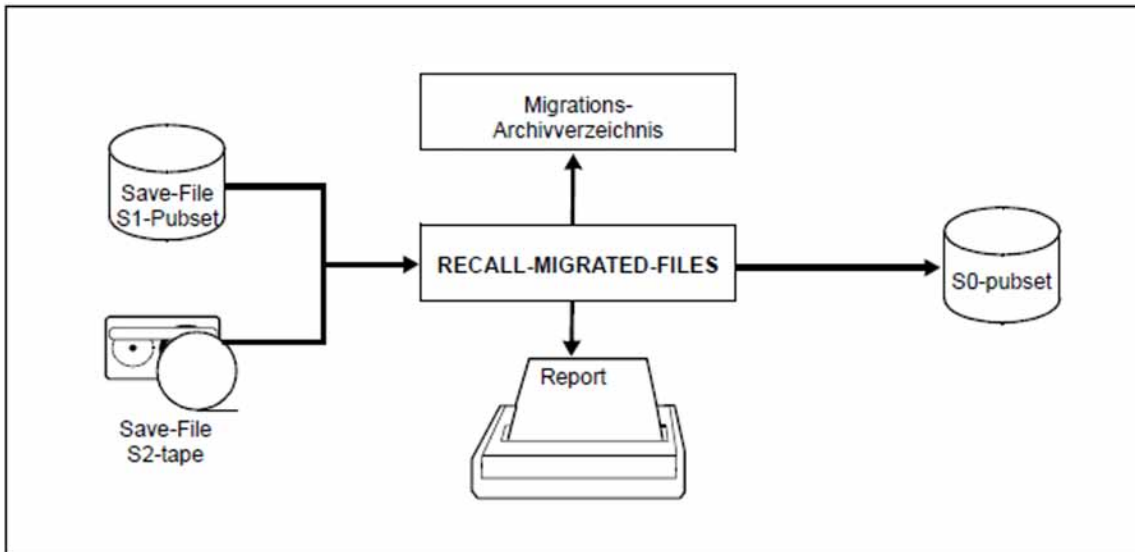 Migrations-
Archivverzeichnis
Save-File
S1-Pubset
RECALL-MIGRATED-FILES
S0-pubset
Report
Save-File
S2-tape